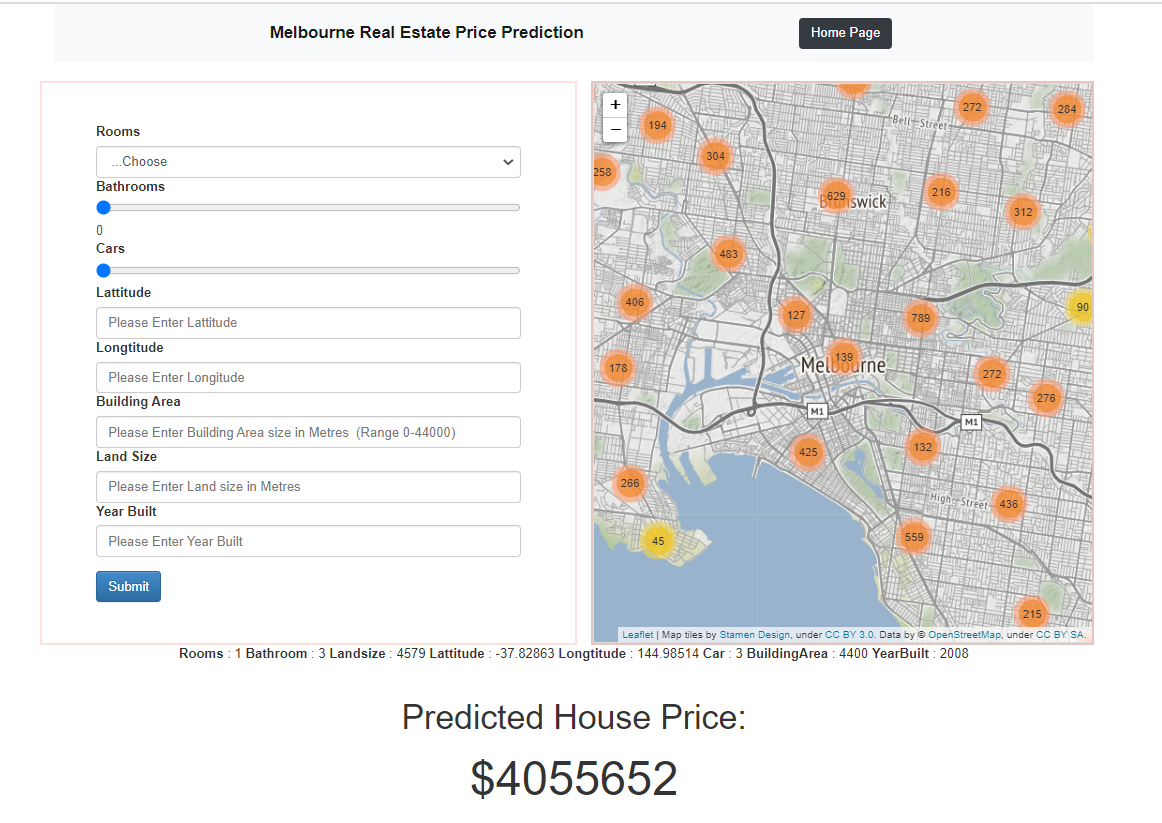 Melbourne Real Estate Price Prediction
Home Page
Rooms
...Choose
Bathrooms
0
Cars
Lattitude
Please Enter Lattitude
Longtitude
Please Enter Longitude
Building Area
Please Enter Building Area size in Metres (Range 0-44000)
Land Size
Please Enter Land size in Metres
Year Built
Please Enter Year Built
Submit
+
−
272
284
194
Bell Street
304
258
629
Brunswick
216
312
483
406
127
789
90
139
Melbourne
178
272
276
M1
M1
425
132
266
High Street
436
45
559
215
Leaflet | Map tiles by Stamen Design, under CC BY 3.0. Data by © OpenStreetMap, under CC BY SA.
Rooms : 1 Bathroom : 3 Landsize : 4579 Lattitude : -37.82863 Longtitude : 144.98514 Car : 3 BuildingArea : 4400 YearBuilt : 2008
Predicted House Price:
$4055652